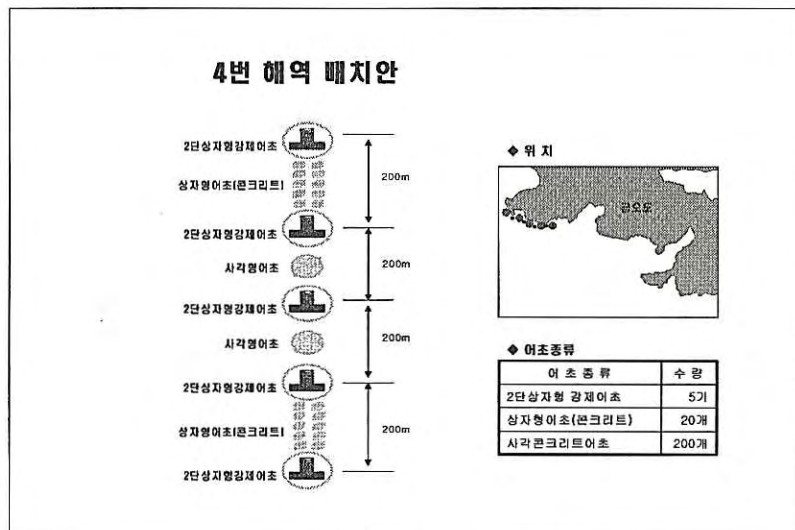 4번 해역 배치안
2단상자형강제어초
상자형어초(콘크리트)
200m
2단상자형강제어초
사각형어초
200m
2단상자형강제어초
사각형어초
200m
2단상자형강제어초
상자형어초(콘크리트)
200m
2단상자형강제어초
◆ 위 치
금오도
◆ 어초종류
어 초 종 류 수 량
2단상자형 강제어초 5기
상자형어초(콘크리트) 20개
사각콘크리트어초 200개